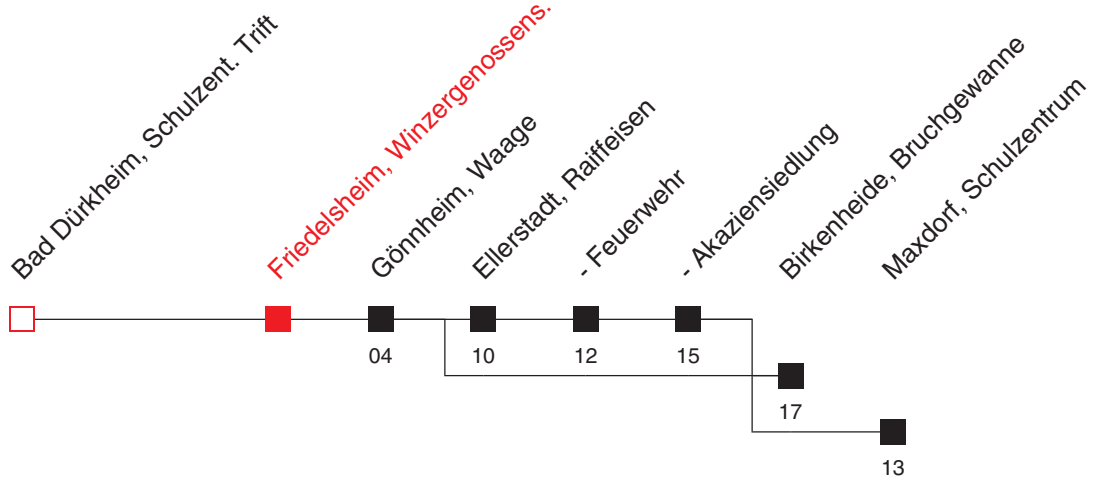 Bad Dürkheim, Schulzent. Trift
Friedelsheim, Winzergenossens.
Gönnheim, Waage
Ellerstadt, Raiffeisen
- Feuerwehr
- Akaziensiedlung
Birkenheide, Bruchgewanne
Maxdorf, Schulzentrum
04
10
12
15
17
13